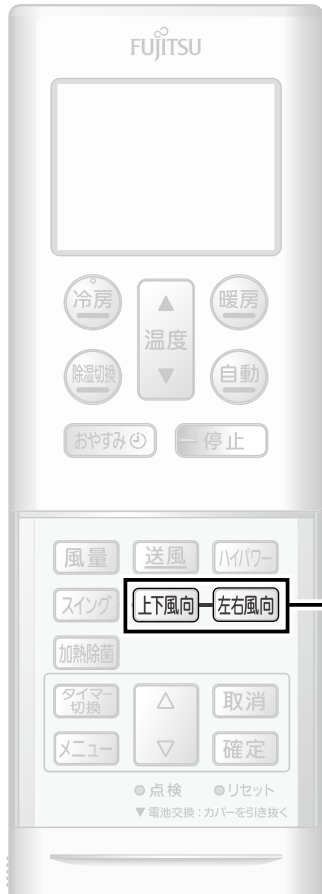 FUJITSU
冷房
▲
暖房
温度
除湿切換
▼
自動
おやすみ
停止
風量
送風
ハイパワー
スイング
上下風向
左右風向
加熱除菌
タイマー
切換
△
取消
メニュー
▽
確定
点検
リセット
▼電池交換：カバーを引き抜く